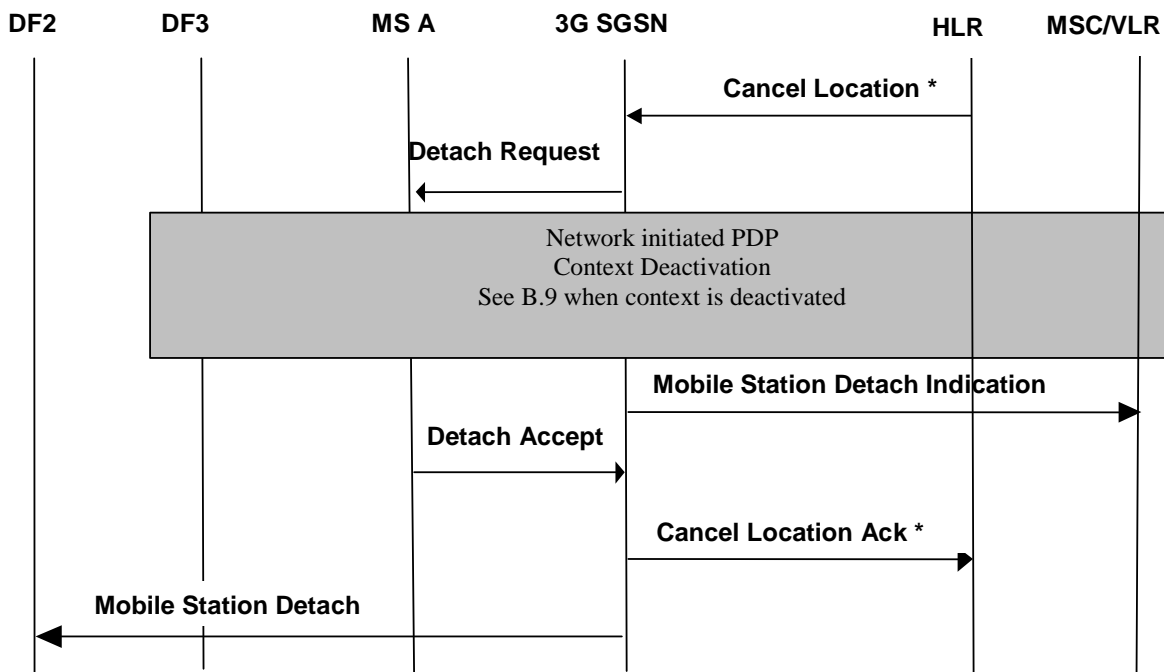 DF2 DF3 MS A 3G SGSN HLR MSC/VLR
Cancel Location *
Detach Request
Network initiated PDP
Context Deactivation
See B.9 when context is deactivated
Mobile Station Detach Indication
Detach Accept
Cancel Location Ack *
Mobile Station Detach